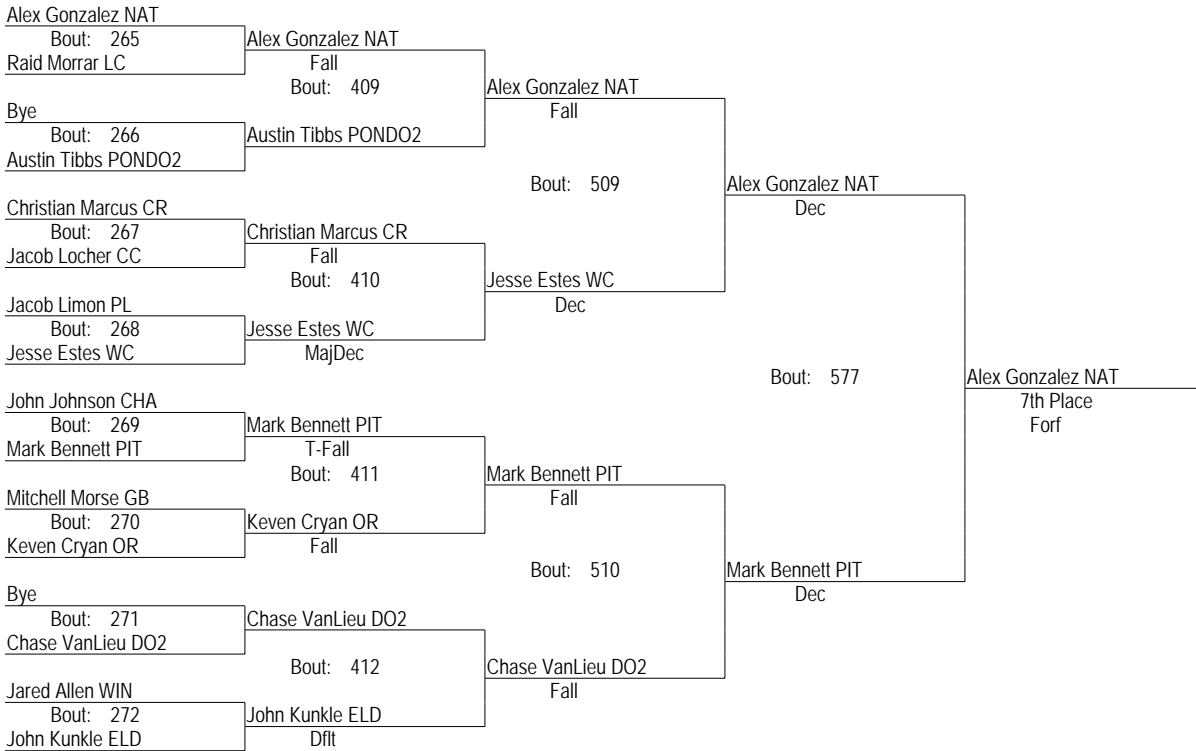 Alex Gonzalez NAT
Bout: 265
Raid Morrar LC
Bye
Bout: 266
Austin Tibbs PONDO2
Christian Marcus CR
Bout: 267
Jacob Locher CC
Jacob Limon PL
Bout: 268
Jesse Estes WC
John Johnson CHA
Bout: 269
Mark Bennett PIT
Mitchell Morse GB
Bout: 270
Keven Cryan OR
Bye
Bout: 271
Chase VanLieu DO2
Jared Allen WIN
Bout: 272
John Kunkle ELD
Alex Gonzalez NAT
Fall
Bout: 409
Austin Tibbs PONDO2
Christian Marcus CR
Fall
Bout: 410
Jesse Estes WC
MajDec
Mark Bennett PIT
T-Fall
Bout: 411
Keven Cryan OR
Fall
Chase VanLieu DO2
Bout: 412
John Kunkle ELD
Dflt
Alex Gonzalez NAT
Fall
Bout: 509
Jesse Estes WC
Dec
Mark Bennett PIT
Fall
Bout: 510
Chase VanLieu DO2
Fall
Alex Gonzalez NAT
Dec
Bout: 577
Mark Bennett PIT
Dec
Alex Gonzalez NAT
7th Place
Forf